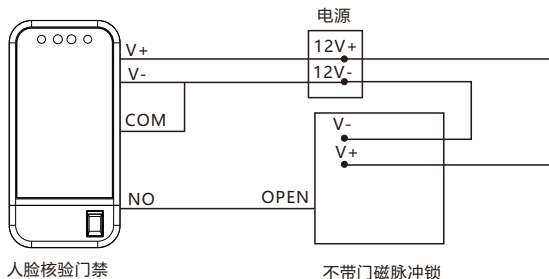 电源
V+
12V+
V-
12V-
COM
V-
V+
NO
OPEN
人脸核验门禁
不带门磁脉冲锁